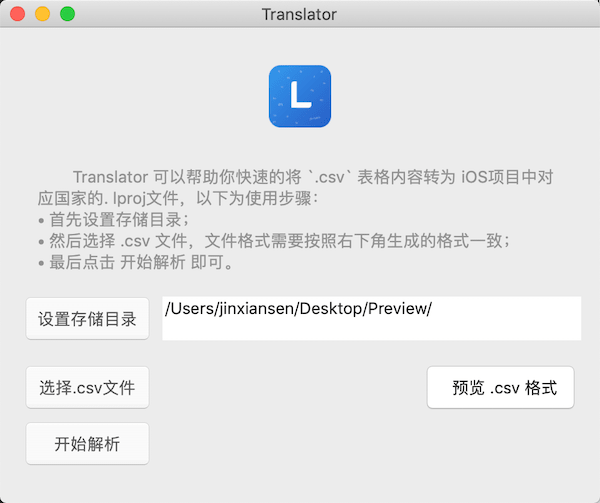 Translator
L
Translator 可以帮助你快速的将 `.csv` 表格内容转为 iOS项目中对
应国家的. lproj文件，以下为使用步骤：
• 首先设置存储目录；
• 然后选择 .csv 文件，文件格式需要按照右下角生成的格式一致；
• 最后点击 开始解析 即可。
设置存储目录
/Users/jinxiansen/Desktop/Preview/
选择.csv文件
预览 .csv 格式
开始解析